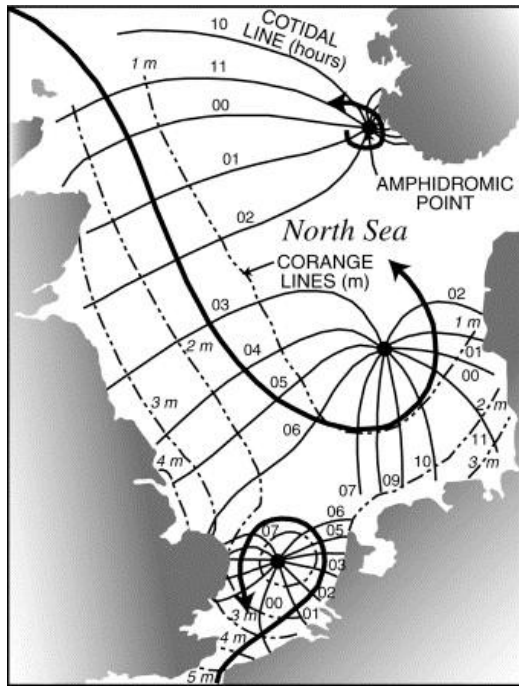 10
COTIDAL
LINE (hours)
1 m
11
00
01
AMPHIDROMIC
POINT
02
North Sea
CORANGE
LINES (m)
03
02
1 m
2 m
04
01
00
05
3 m
2 m
06
11
4 m
10
3 m
09
07
06
07
05
03
02
00
01
3 m
4 m
5 m